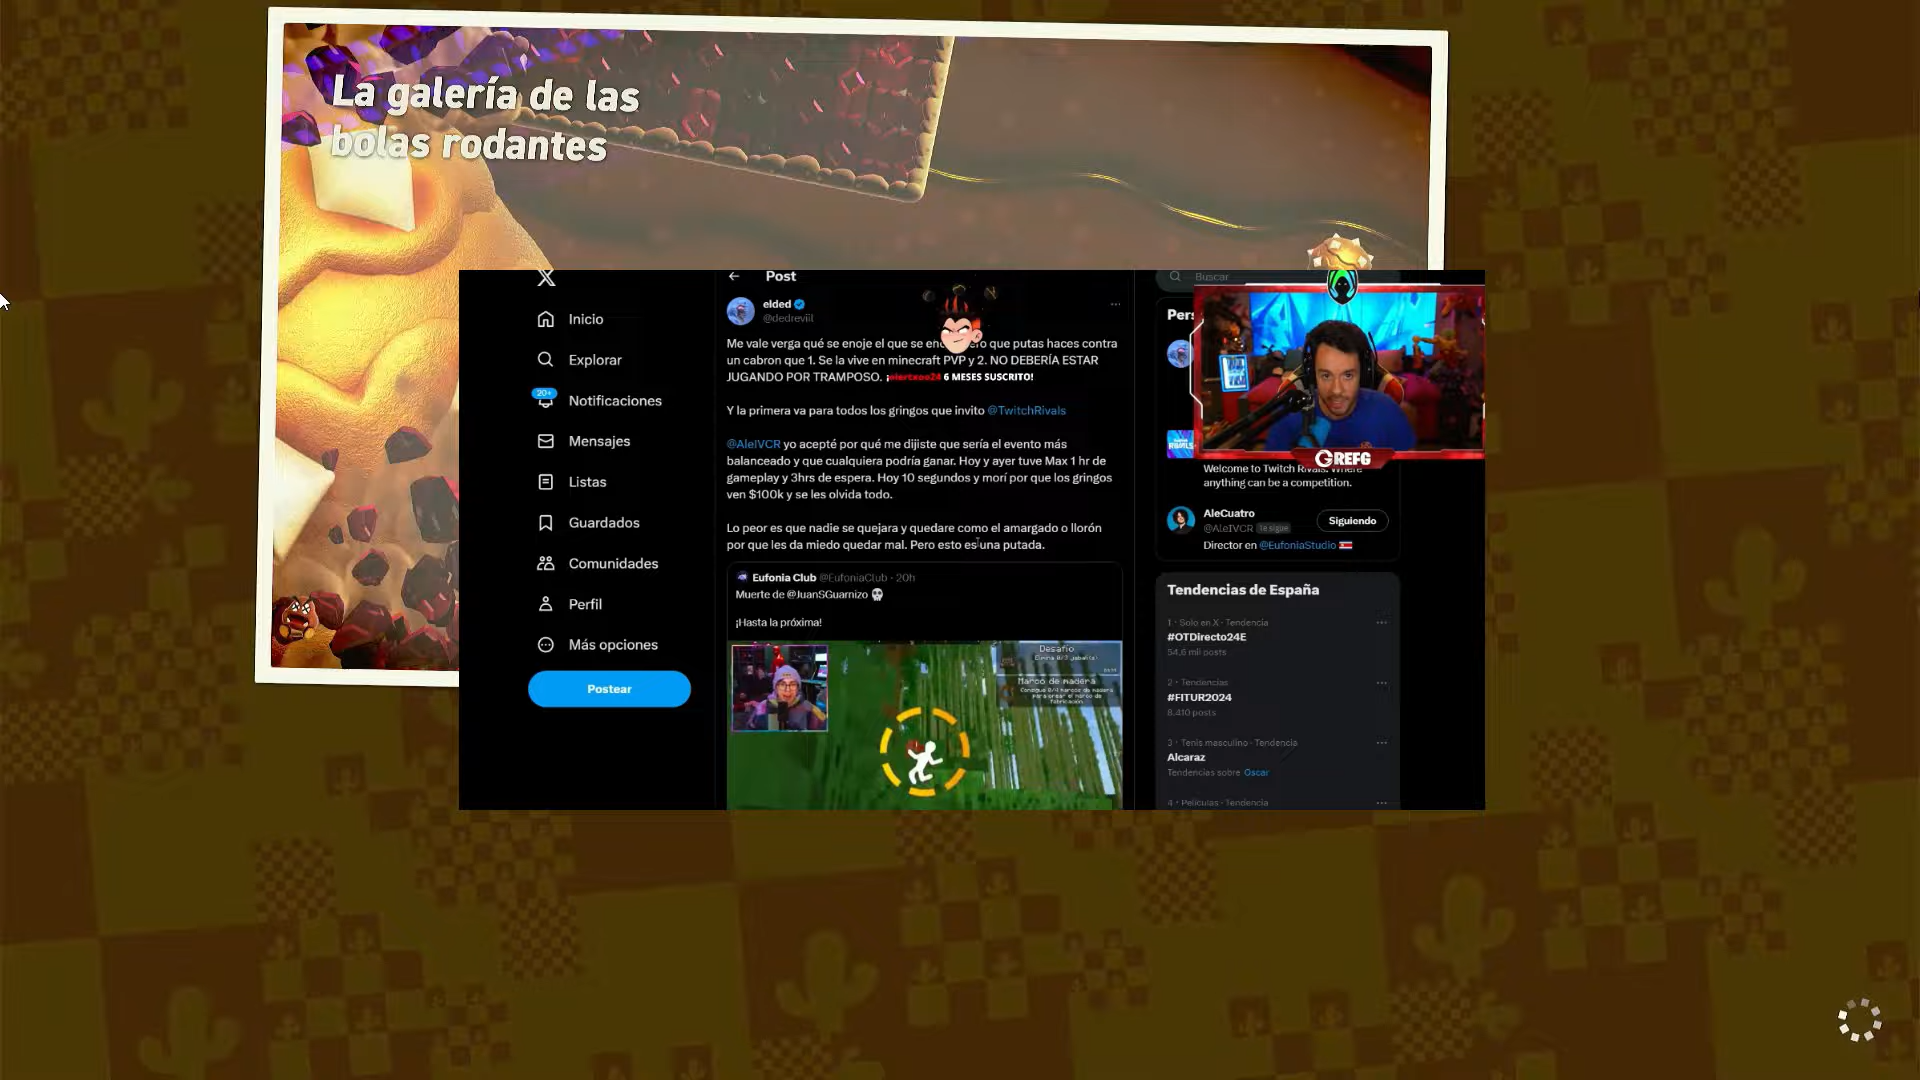 La galería de las
bolas rodantes
Post
Buscar
elded
@dedreviil
Inicio
Explorar
20+
Notificaciones
Mensajes
Listas
Guardados
Comunidades
Perfil
Más opciones
Postear
Me vale verga qué se enoje el que se eno ero que putas haces contra
un cabron que 1. Se la vive en minecraft PVP y 2. NO DEBERÍA ESTAR
JUGANDO POR TRAMPOSO.
6 MESES SUSCRITO!
Y la primera va para todos los gringos que invito @TwitchRivals
@AleIVCR yo acepté por qué me dijiste que sería el evento más
balanceado y que cualquiera podría ganar. Hoy y ayer tuve Max 1 hr de
gameplay y 3hrs de espera. Hoy 10 segundos y morí por que los gringos
ven $100k y se les olvida todo.
Lo peor es que nadie se quejara y quedare como el amargado o llorón
por que les da miedo quedar mal. Pero esto es una putada.
Eufonia Club @EufoniaClub · 20h
Muerte de @JuanSGuarnizo
¡Hasta la próxima!
Desafío
Marco de madera
Pers
GREFG
Welcome to Twitch Rivals. Where
anything can be a competition.
AleCuatro
@AleIVCR Te sigue
Siguiendo
Director en @EufoniaStudio
Tendencias de España
1 · Solo en X · Tendencia
#OTDirecto24E
54,6 mil posts
2 · Tendencias
#FITUR2024
8.410 posts
3 · Tenis masculino · Tendencia
Alcaraz
Tendencias sobre Oscar
4 · Películas · Tendencia